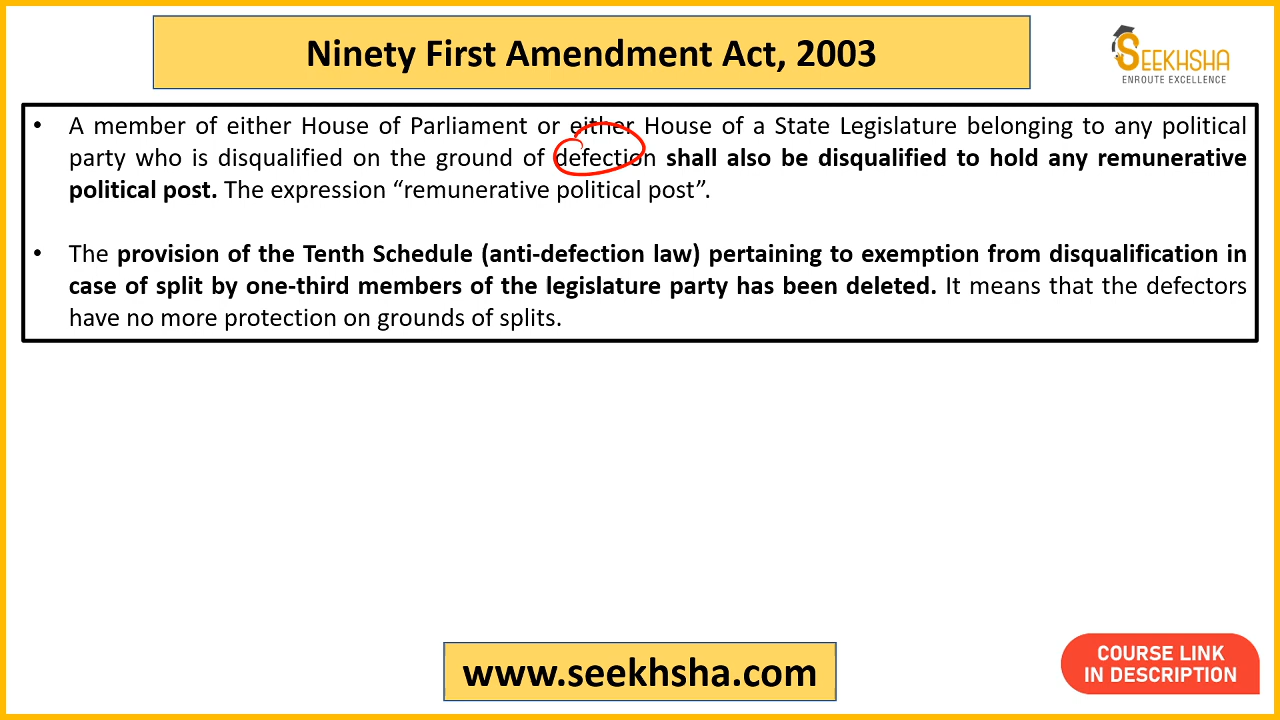 Ninety First Amendment Act, 2003
SEEKHSHA
ENROUTE EXCELLENCE
• A member of either House of Parliament or either House of a State Legislature belonging to any political
party who is disqualified on the ground of defection shall also be disqualified to hold any remunerative
political post. The expression “remunerative political post”.
• The provision of the Tenth Schedule (anti-defection law) pertaining to exemption from disqualification in
case of split by one-third members of the legislature party has been deleted. It means that the defectors
have no more protection on grounds of splits.
www.seekhsha.com
COURSE LINK
IN DESCRIPTION